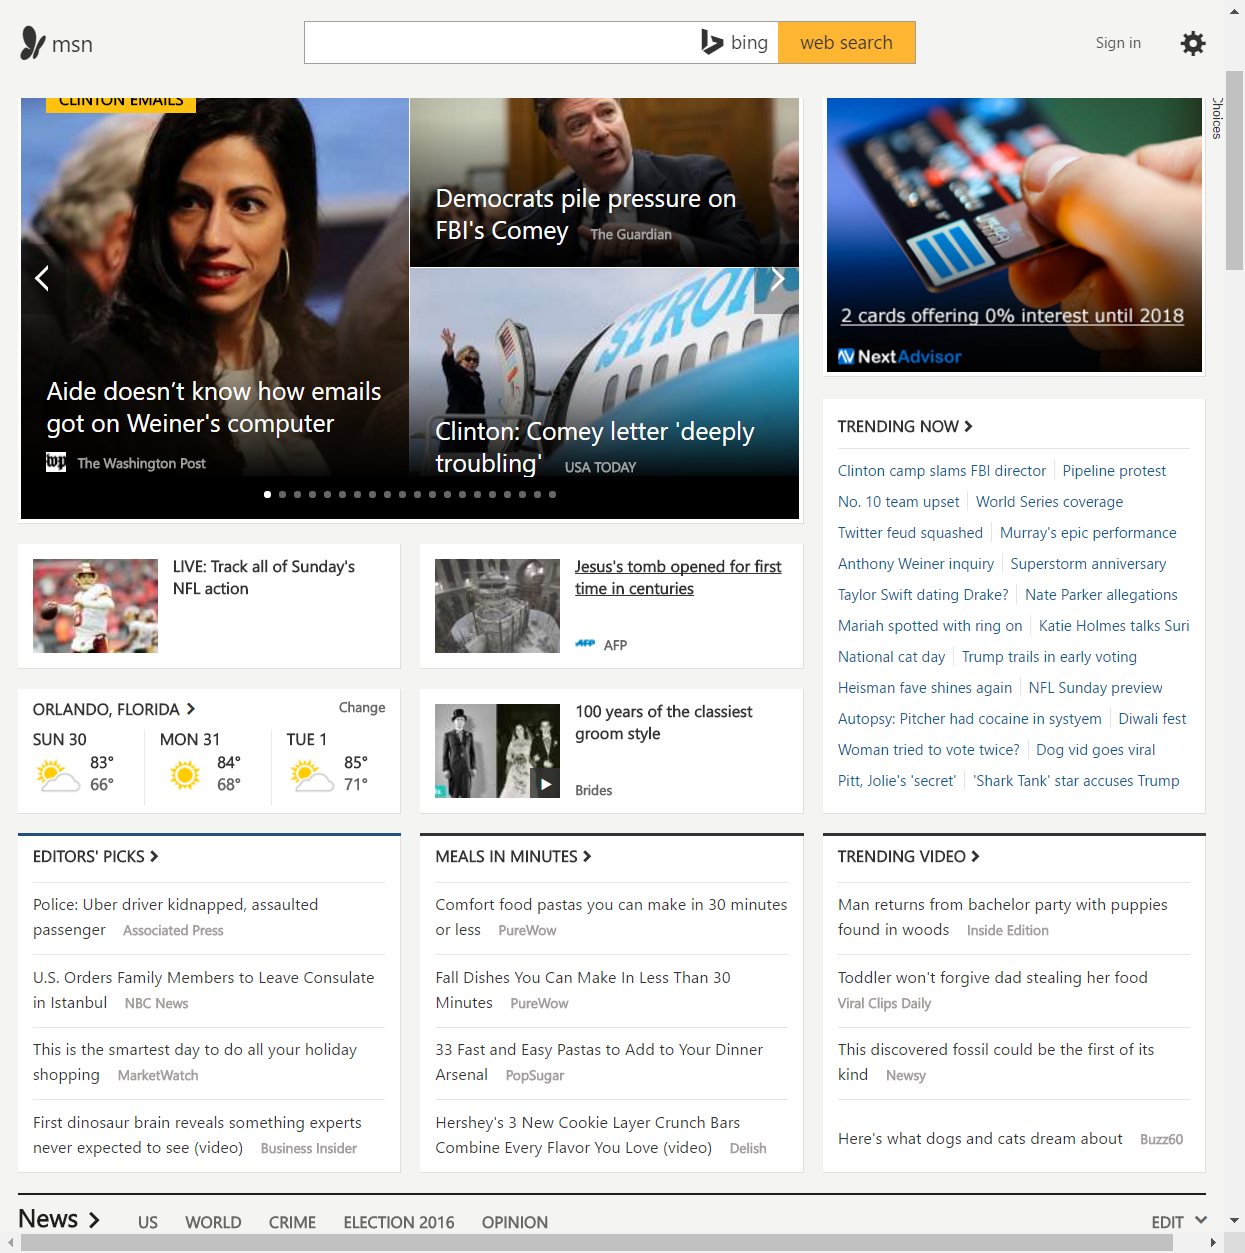 msn
bing
web search
Sign in
CLINTON EMAILS
Choices
Democrats pile pressure on
FBI's Comey The Guardian
STRON
Aide doesn't know how emails
got on Weiner's computer
wp The Washington Post
Clinton: Comey letter 'deeply
troubling' USA TODAY
2 cards offering 0% interest until 2018
NextAdvisor
TRENDING NOW
Clinton camp slams FBI director Pipeline protest
No. 10 team upset World Series coverage
Twitter feud squashed Murray's epic performance
Anthony Weiner inquiry Superstorm anniversary
Taylor Swift dating Drake? Nate Parker allegations
Mariah spotted with ring on Katie Holmes talks Suri
National cat day Trump trails in early voting
Heisman fave shines again NFL Sunday preview
Autopsy: Pitcher had cocaine in systyem Diwali fest
Woman tried to vote twice? Dog vid goes viral
Pitt, Jolie's 'secret' 'Shark Tank' star accuses Trump
LIVE: Track all of Sunday's
NFL action
Jesus's tomb opened for first
time in centuries
AFP AFP
ORLANDO, FLORIDA Change
SUN 30 MON 31 TUE 1
83° 84° 85°
66° 68° 71°
100 years of the classiest
groom style
Brides
EDITORS' PICKS
Police: Uber driver kidnapped, assaulted
passenger Associated Press
U.S. Orders Family Members to Leave Consulate
in Istanbul NBC News
This is the smartest day to do all your holiday
shopping MarketWatch
First dinosaur brain reveals something experts
never expected to see (video) Business Insider
MEALS IN MINUTES
Comfort food pastas you can make in 30 minutes
or less PureWow
Fall Dishes You Can Make In Less Than 30
Minutes PureWow
33 Fast and Easy Pastas to Add to Your Dinner
Arsenal PopSugar
Hershey's 3 New Cookie Layer Crunch Bars
Combine Every Flavor You Love (video) Delish
TRENDING VIDEO
Man returns from bachelor party with puppies
found in woods Inside Edition
Toddler won't forgive dad stealing her food
Viral Clips Daily
This discovered fossil could be the first of its
kind Newsy
Here's what dogs and cats dream about Buzz60
News US WORLD CRIME ELECTION 2016 OPINION EDIT